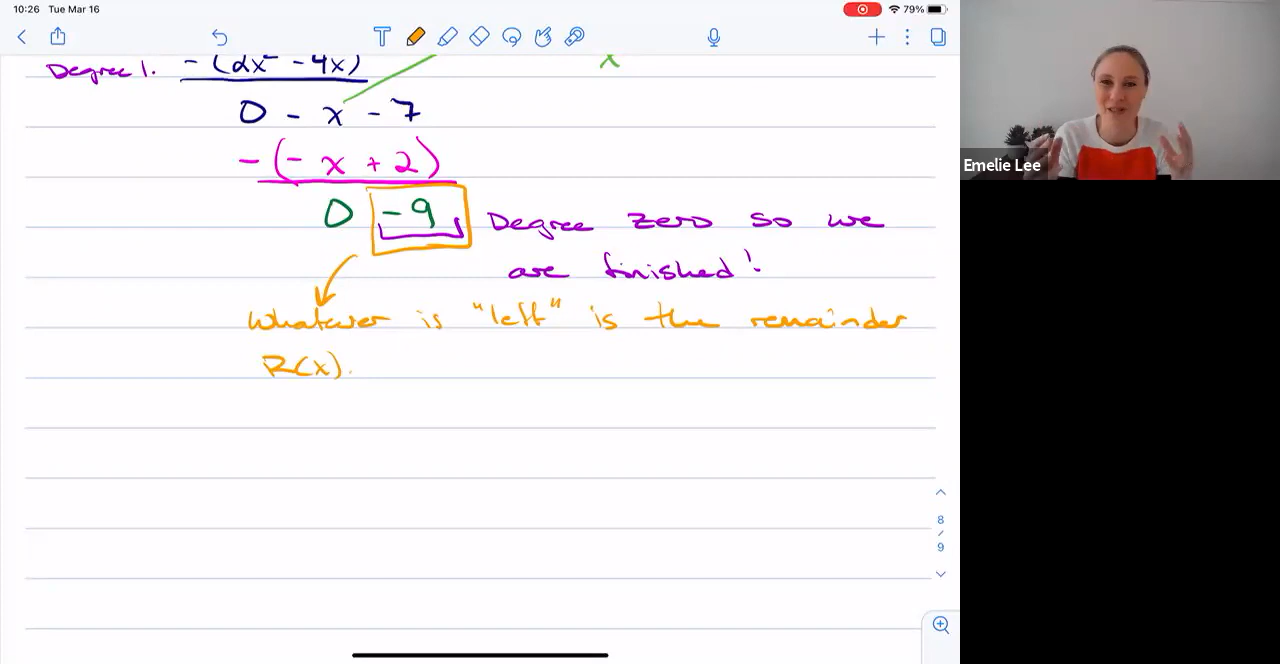 10:26 Tue Mar 16
79%
Degree 1. - (2x² - 4x)
x
0 - x - 7
- (- x + 2)
0 - 9 Degree zero so we
are finished!
Whatever is "left" is the remainder
R(x).
Emelie Lee
8
/
9